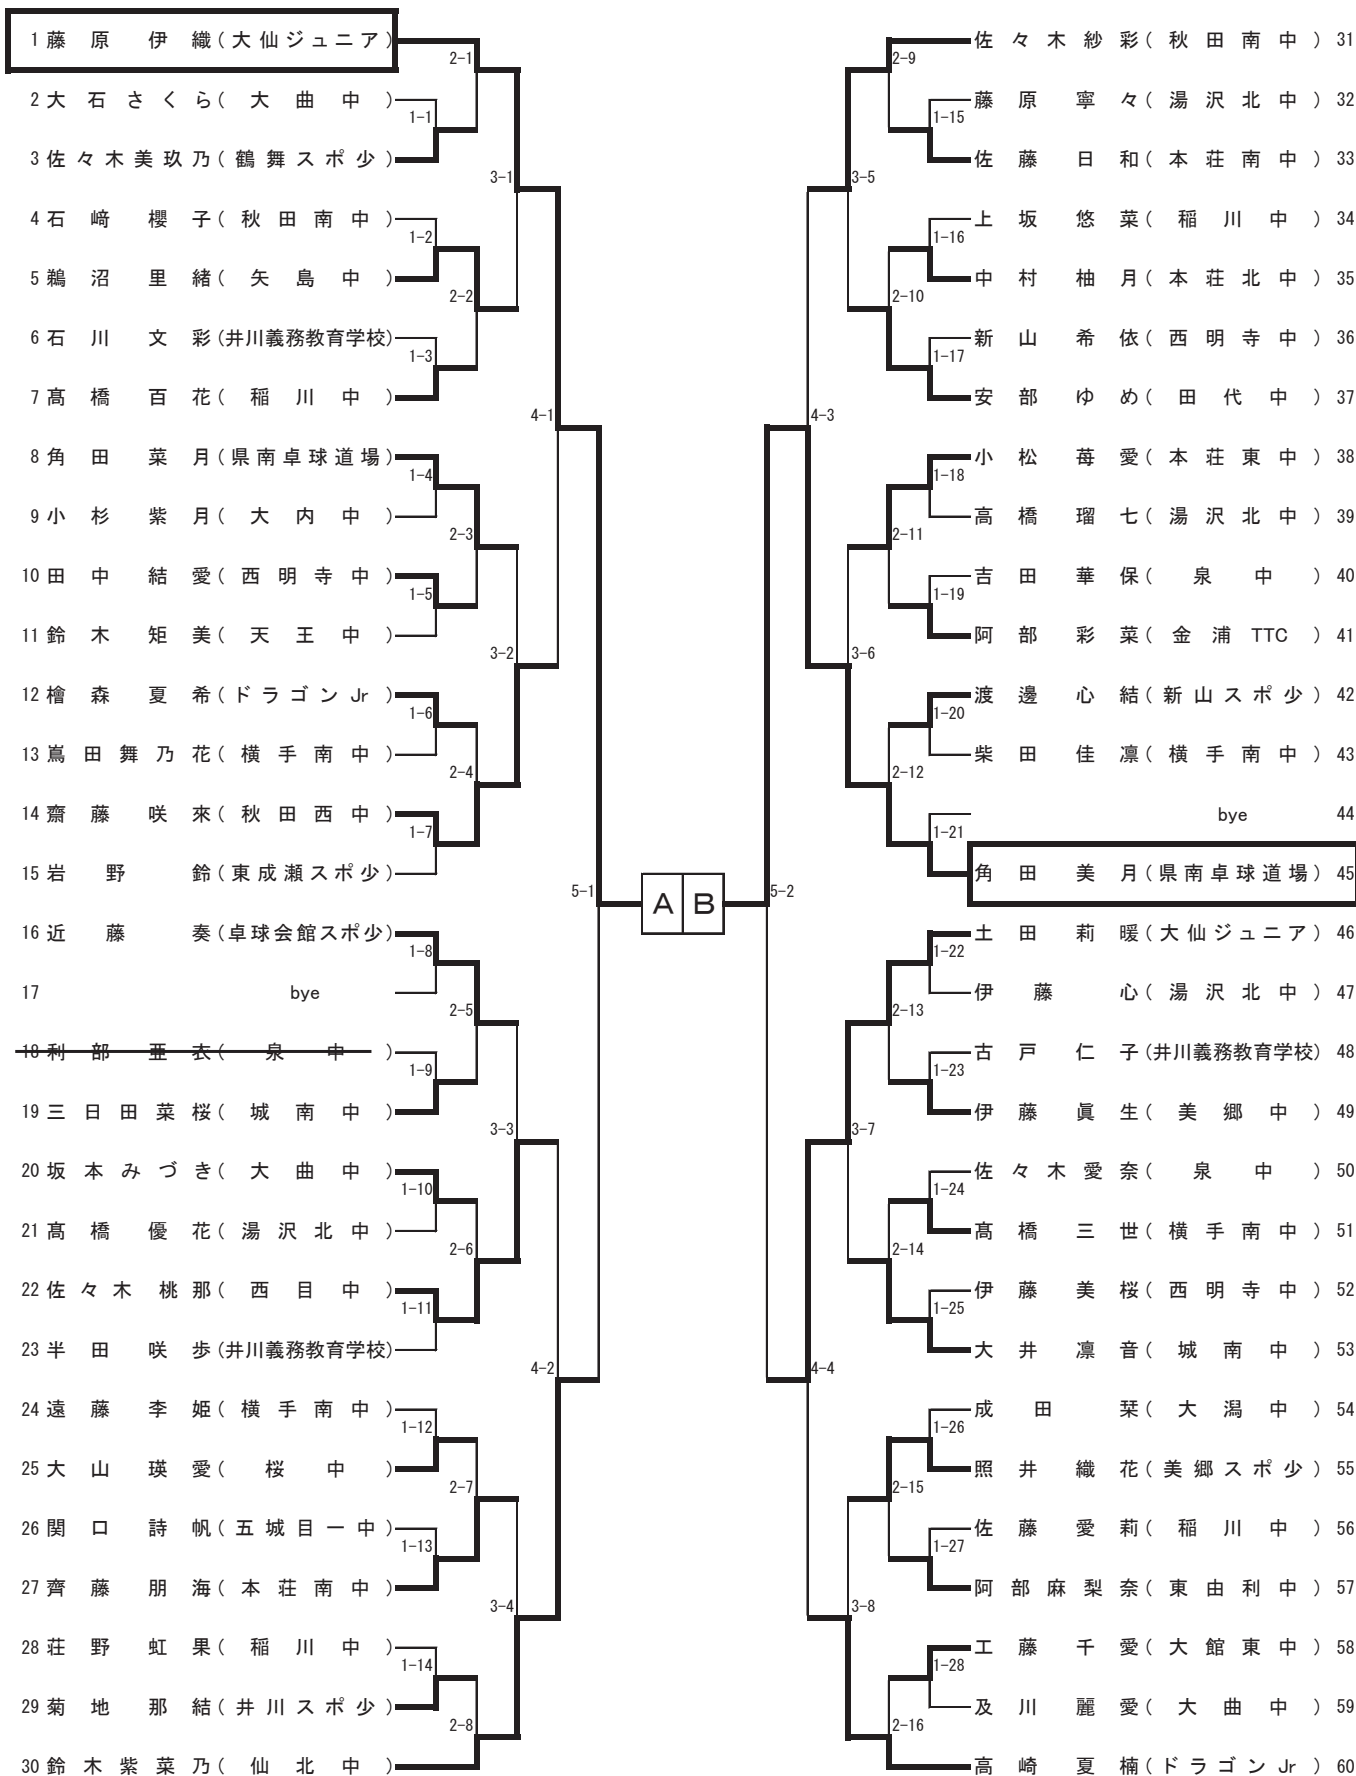 1 藤原伊織(大仙ジュニア)
2 大石さくら(大曲中)
3 佐々木美玖乃(鶴舞スポ少)
4 石﨑櫻子(秋田南中)
5 鵜沼里緒(矢島中)
6 石川文彩(井川義務教育学校)
7 髙橋百花(稲川中)
8 角田菜月(県南卓球道場)
9 小杉紫月(大内中)
10 田中結愛(西明寺中)
11 鈴木矩美(天王中)
12 檜森夏希(ドラゴンJr)
13 嶌田舞乃花(横手南中)
14 齋藤咲來(秋田西中)
15 岩野鈴(東成瀬スポ少)
16 近藤奏(卓球会館スポ少)
17 bye
18 利部亜衣(泉中)
19 三日田菜桜(城南中)
20 坂本みづき(大曲中)
21 髙橋優花(湯沢北中)
22 佐々木桃那(西目中)
23 半田咲歩(井川義務教育学校)
24 遠藤李姫(横手南中)
25 大山瑛愛(桜中)
26 関口詩帆(五城目一中)
27 齊藤朋海(本荘南中)
28 荘野虹果(稲川中)
29 菊地那結(井川スポ少)
30 鈴木紫菜乃(仙北中)
2-1
1-1
3-1
1-2
2-2
1-3
4-1
1-4
2-3
1-5
3-2
1-6
2-4
1-7
5-1
1-8
2-5
1-9
3-3
1-10
2-6
1-11
4-2
1-12
2-7
1-13
3-4
1-14
2-8
A B
2-9
1-15
3-5
1-16
2-10
1-17
4-3
1-18
2-11
1-19
3-6
1-20
2-12
1-21
5-2
1-22
2-13
1-23
3-7
1-24
2-14
1-25
4-4
1-26
2-15
1-27
3-8
1-28
2-16
佐々木紗彩(秋田南中) 31
藤原寧々(湯沢北中) 32
佐藤日和(本荘南中) 33
上坂悠菜(稲川中) 34
中村柚月(本荘北中) 35
新山希依(西明寺中) 36
安部ゆめ(田代中) 37
小松苺愛(本荘東中) 38
高橋瑠七(湯沢北中) 39
吉田華保(泉中) 40
阿部彩菜(金浦TTC) 41
渡邊心結(新山スポ少) 42
柴田佳凛(横手南中) 43
bye 44
角田美月(県南卓球道場) 45
土田莉暖(大仙ジュニア) 46
伊藤心(湯沢北中) 47
古戸仁子(井川義務教育学校) 48
伊藤眞生(美郷中) 49
佐々木愛奈(泉中) 50
髙橋三世(横手南中) 51
伊藤美桜(西明寺中) 52
大井凛音(城南中) 53
成田栞(大潟中) 54
照井織花(美郷スポ少) 55
佐藤愛莉(稲川中) 56
阿部麻梨奈(東由利中) 57
工藤千愛(大館東中) 58
及川麗愛(大曲中) 59
高崎夏楠(ドラゴンJr) 60